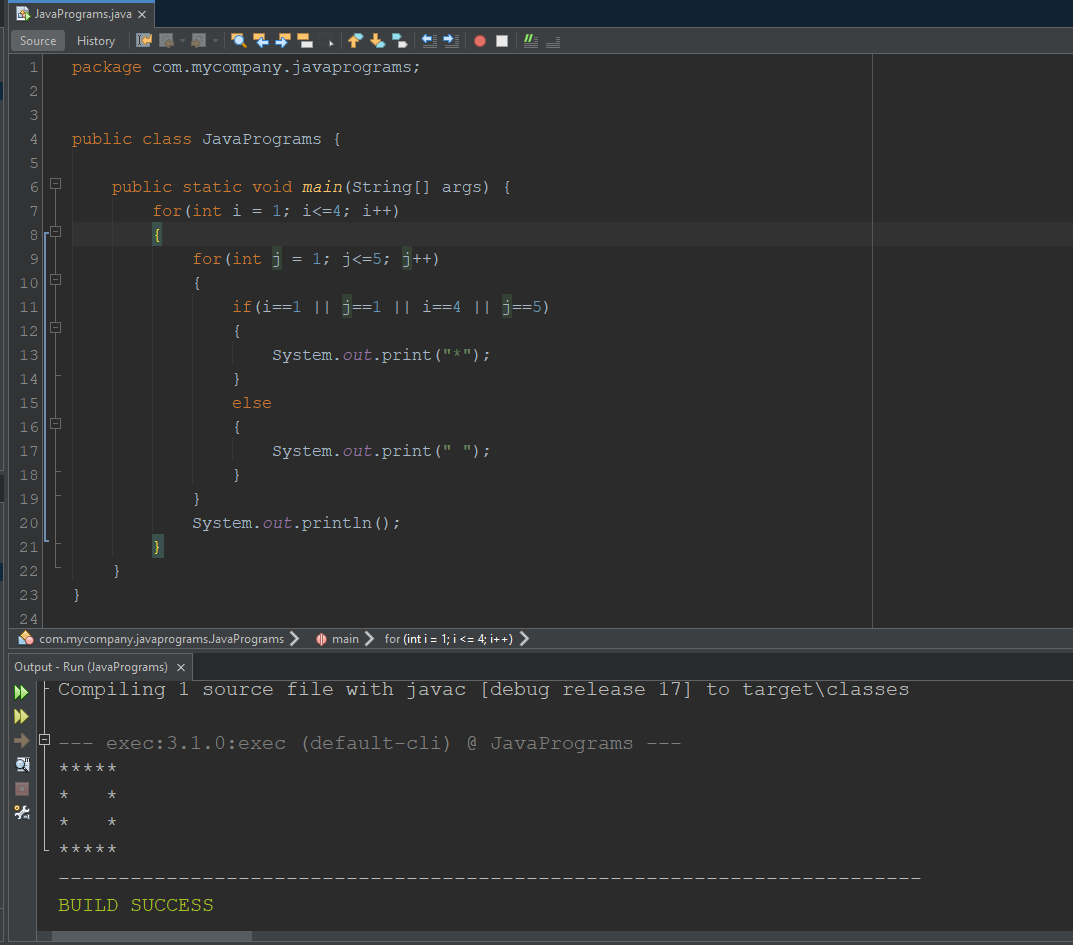 JavaPrograms.java
Source History
1 package com.mycompany.javaprograms;
2
3
4 public class JavaPrograms {
5
6     public static void main(String[] args) {
7         for(int i = 1; i<=4; i++)
8         {
9             for(int j = 1; j<=5; j++)
10             {
11                 if(i==1 || j==1 || i==4 || j==5)
12                 {
13                     System.out.print("*");
14                 }
15                 else
16                 {
17                     System.out.print(" ");
18                 }
19             }
20             System.out.println();
21         }
22     }
23 }
24
com.mycompany.javaprograms.JavaPrograms main for (int i = 1; i <= 4; i++)
Output - Run (JavaPrograms)
Compiling 1 source file with javac [debug release 17] to target\classes
--- exec:3.1.0:exec (default-cli) @ JavaPrograms ---
*****
*   *
*   *
*****
------------------------------------------------------------------------
BUILD SUCCESS